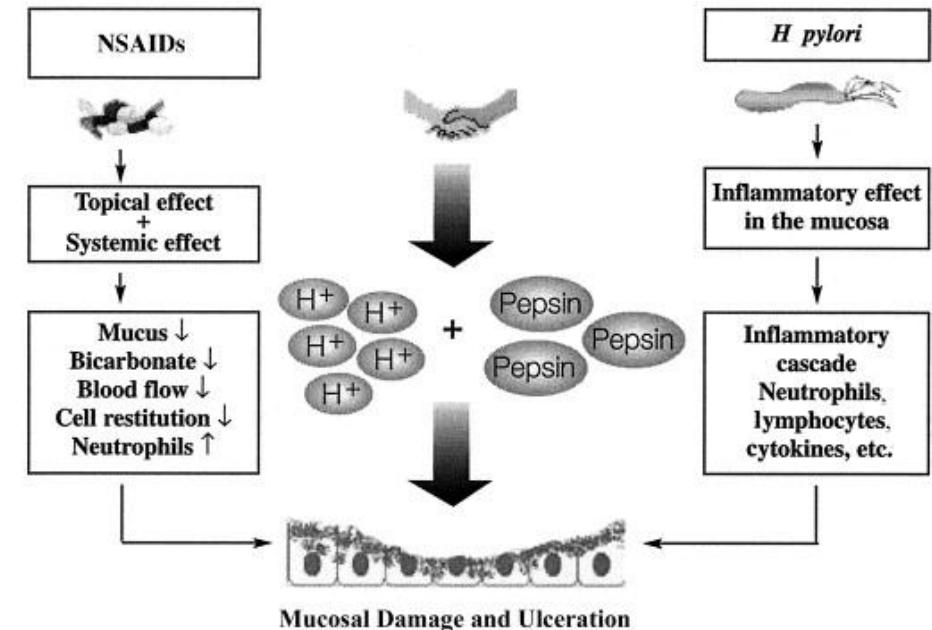 NSAIDs
Topical effect
+
Systemic effect
Mucus ↓
Bicarbonate ↓
Blood flow ↓
Cell restitution ↓
Neutrophils ↑
H+
H+
H+
H+
H+
+
Pepsin
Pepsin
Pepsin
H pylori
Inflammatory effect
in the mucosa
Inflammatory
cascade
Neutrophils,
lymphocytes,
cytokines, etc.
Mucosal Damage and Ulceration